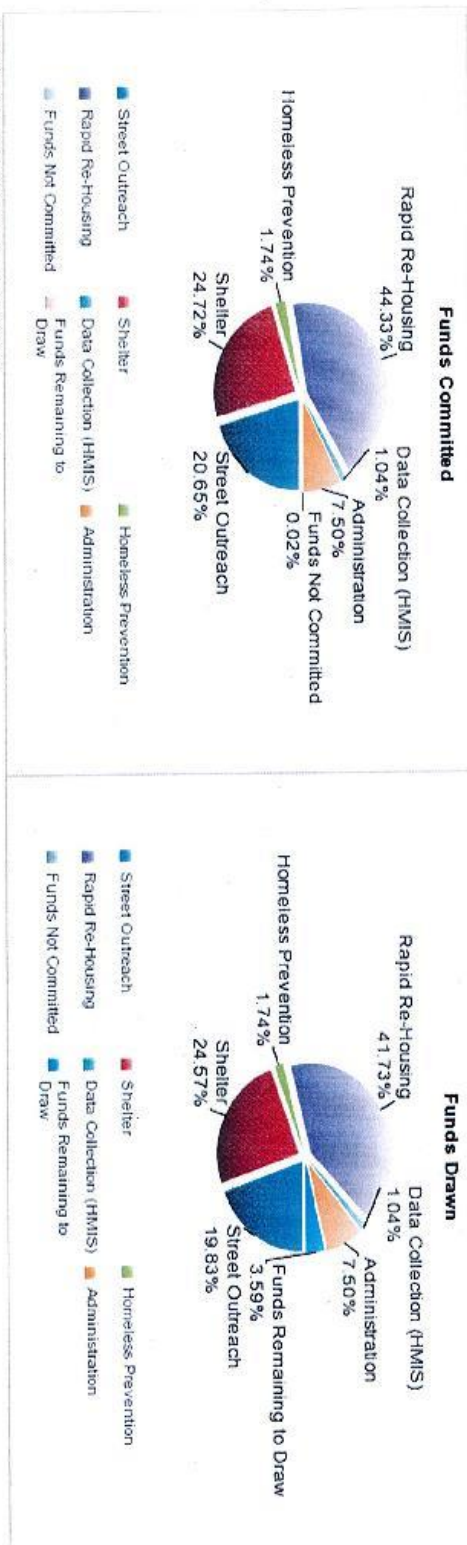 Funds Committed
Rapid Re-Housing
44.33%
Data Collection (HMIS)
1.04%
Administration
7.50%
Funds Not Committed
0.02%
Homeless Prevention
1.74%
Shelter
24.72%
Street Outreach
20.65%
Street Outreach
Shelter
Homeless Prevention
Rapid Re-Housing
Data Collection (HMIS)
Administration
Funds Not Committed
Funds Remaining to
Draw
Funds Drawn
Rapid Re-Housing
41.73%
Data Collection (HMIS)
1.04%
Administration
7.50%
Funds Remaining to Draw
3.59%
Homeless Prevention
1.74%
Shelter
24.57%
Street Outreach
19.83%
Street Outreach
Shelter
Homeless Prevention
Rapid Re-Housing
Data Collection (HMIS)
Administration
Funds Not Committed
Funds Remaining to
Draw